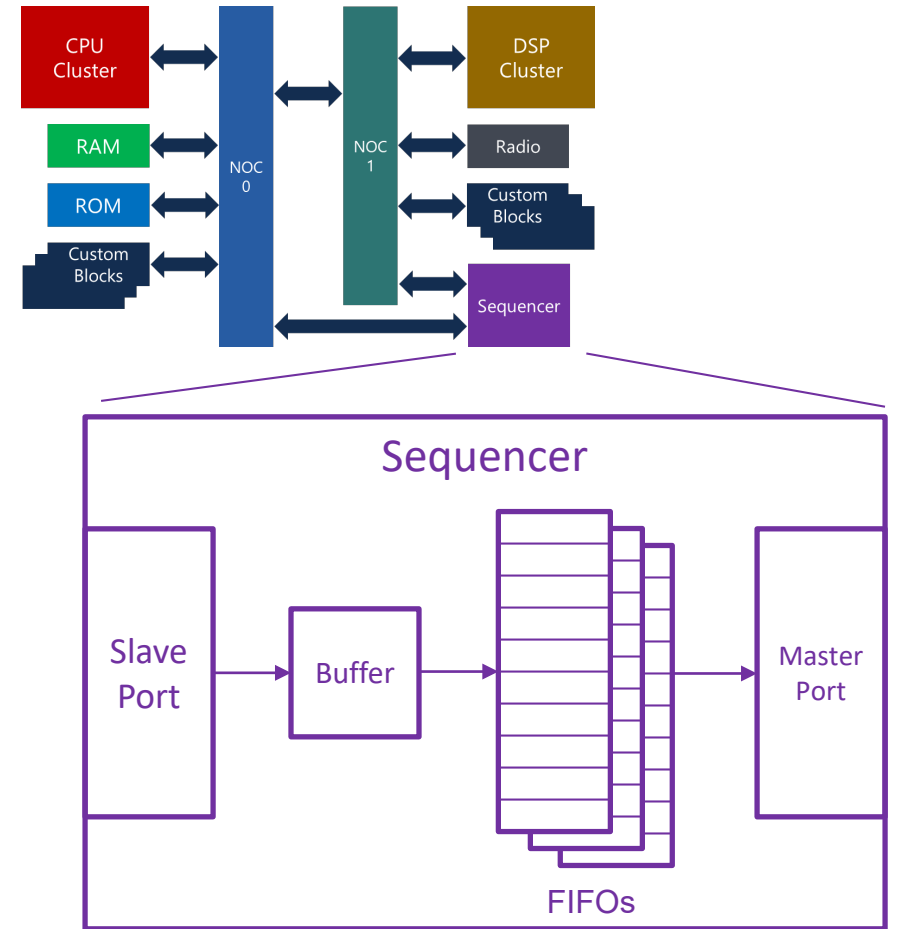 CPU
Cluster
RAM
ROM
Custom
Blocks
NOC
0
NOC
1
DSP
Cluster
Radio
Custom
Blocks
Sequencer
Sequencer
Slave
Port
Buffer
FIFOs
Master
Port